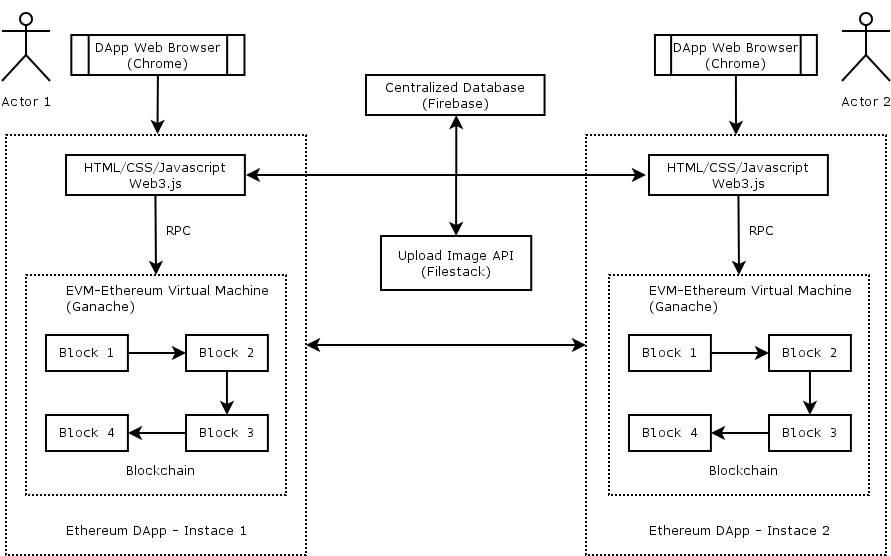 DApp Web Browser
(Chrome)
Actor 1
DApp Web Browser
(Chrome)
Actor 2
Centralized Database
(Firebase)
HTML/CSS/Javascript
Web3.js
HTML/CSS/Javascript
Web3.js
RPC
RPC
Upload Image API
(Filestack)
EVM-Ethereum Virtual Machine
(Ganache)
Block 1
Block 2
Block 4
Block 3
Blockchain
Ethereum DApp - Instace 1
EVM-Ethereum Virtual Machine
(Ganache)
Block 1
Block 2
Block 4
Block 3
Blockchain
Ethereum DApp - Instace 2